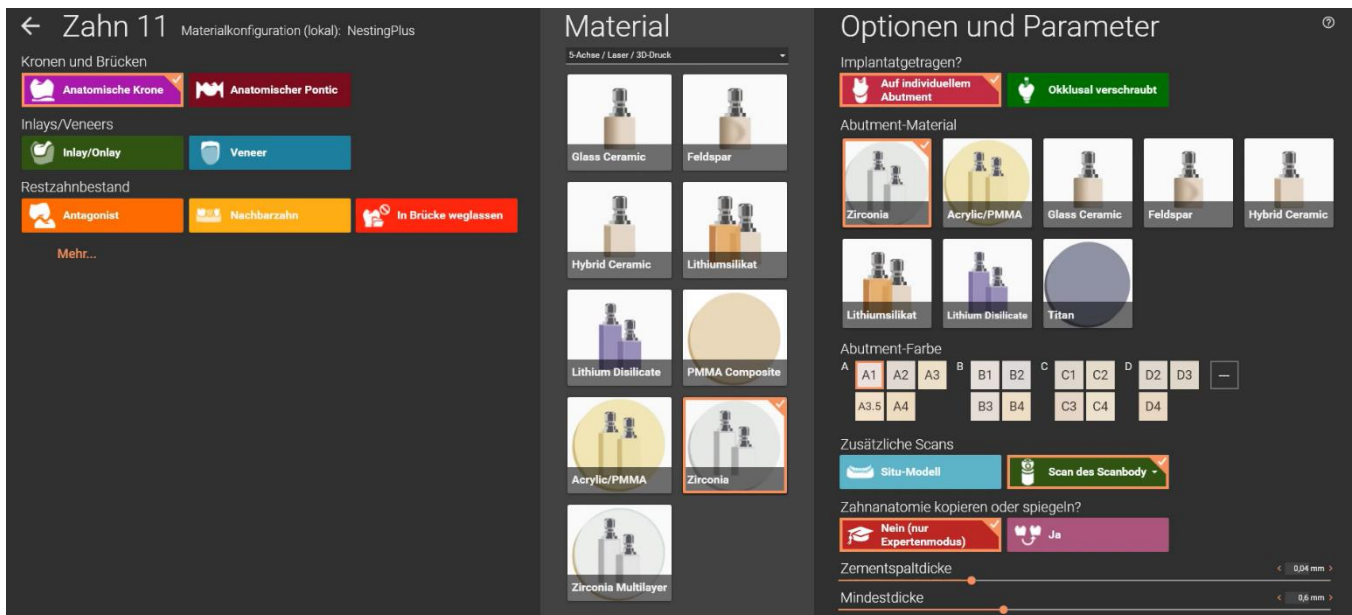 Zahn 11 Materialkonfiguration (lokal): NestingPlus
Kronen und Brücken
Anatomische Krone
Anatomischer Pontic
Inlays/Veneers
Inlay/Onlay
Veneer
Restzahnbestand
Antagonist
Nachbarzahn
In Brücke weglassen
Mehr...
Material
5-Achse / Laser / 3D-Druck
Glass Ceramic
Feldspar
Hybrid Ceramic
Lithiumsilikat
Lithium Disilicate
PMMA Composite
Acrylic/PMMA
Zirconia
Zirconia Multilayer
Optionen und Parameter
Implantatgetragen?
Auf individuellem
Abutment
Okklusal verschraubt
Abutment-Material
Zirconia
Acrylic/PMMA
Glass Ceramic
Feldspar
Hybrid Ceramic
Lithiumsilikat
Lithium Disilicate
Titan
Abutment-Farbe
A A1 A2 A3 B B1 B2 C C1 C2 D D2 D3 —
A3.5 A4 B3 B4 C3 C4 D4
Zusätzliche Scans
Situ-Modell
Scan des Scanbody
Zahnanatomie kopieren oder spiegeln?
Nein (nur
Expertenmodus)
Ja
Zementspaltdicke < 0,04 mm >
Mindestdicke < 0,6 mm >